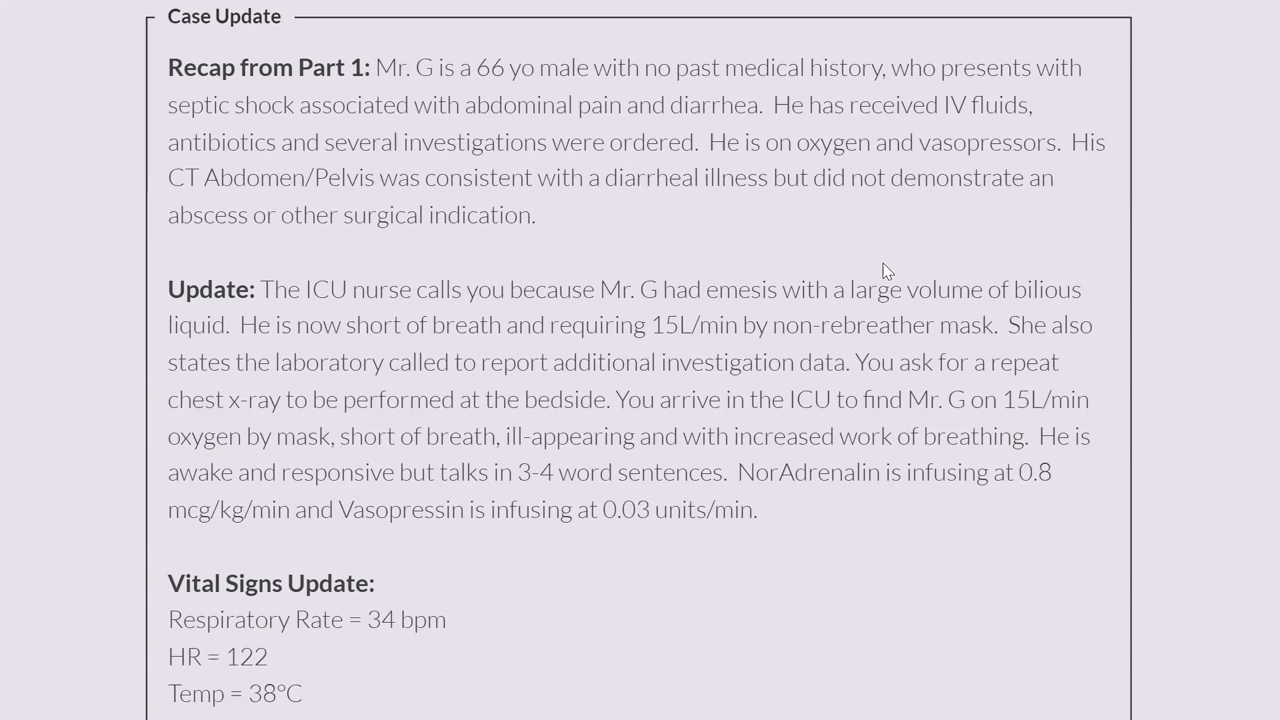 Case Update
Recap from Part 1: Mr. G is a 66 yo male with no past medical history, who presents with
septic shock associated with abdominal pain and diarrhea.  He has received IV fluids,
antibiotics and several investigations were ordered.  He is on oxygen and vasopressors.  His
CT Abdomen/Pelvis was consistent with a diarrheal illness but did not demonstrate an
abscess or other surgical indication.
Update: The ICU nurse calls you because Mr. G had emesis with a large volume of bilious
liquid.  He is now short of breath and requiring 15L/min by non-rebreather mask.  She also
states the laboratory called to report additional investigation data. You ask for a repeat
chest x-ray to be performed at the bedside. You arrive in the ICU to find Mr. G on 15L/min
oxygen by mask, short of breath, ill-appearing and with increased work of breathing.  He is
awake and responsive but talks in 3-4 word sentences.  NorAdrenalin is infusing at 0.8
mcg/kg/min and Vasopressin is infusing at 0.03 units/min.
Vital Signs Update:
Respiratory Rate = 34 bpm
HR = 122
Temp = 38°C